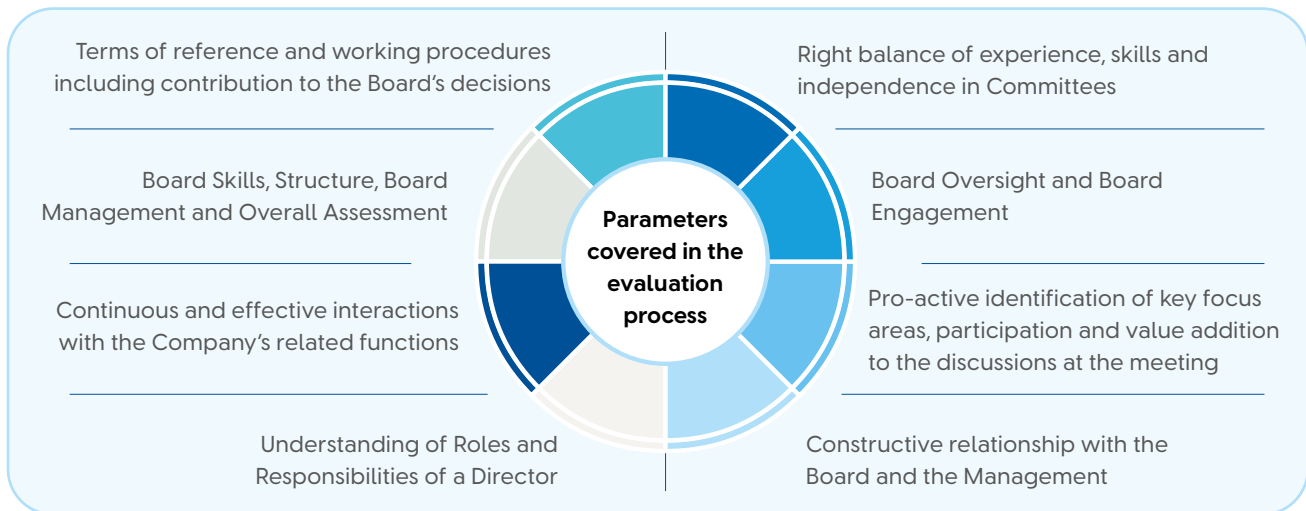 Terms of reference and working procedures
including contribution to the Board's decisions
Board Skills, Structure, Board
Management and Overall Assessment
Continuous and effective interactions
with the Company's related functions
Understanding of Roles and
Responsibilities of a Director
Parameters
covered in the
evaluation
process
Right balance of experience, skills and
independence in Committees
Board Oversight and Board
Engagement
Pro-active identification of key focus
areas, participation and value addition
to the discussions at the meeting
Constructive relationship with the
Board and the Management